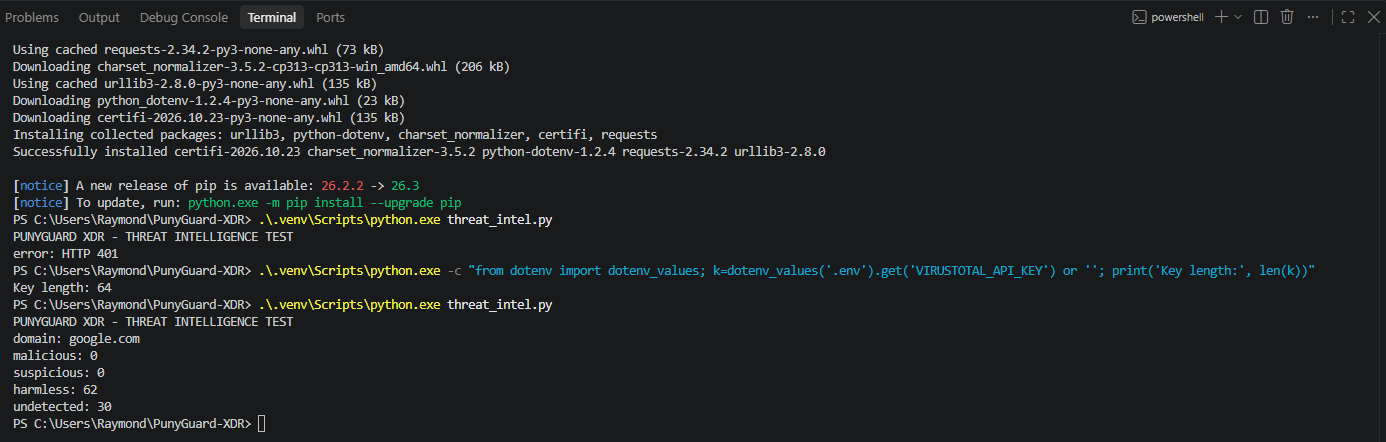 Problems Output Debug Console Terminal Ports powershell
Using cached requests-2.34.2-py3-none-any.whl (73 kB)
Downloading charset_normalizer-3.5.2-cp313-cp313-win_amd64.whl (206 kB)
Using cached urllib3-2.8.0-py3-none-any.whl (135 kB)
Downloading python_dotenv-1.2.4-py3-none-any.whl (23 kB)
Downloading certifi-2026.10.23-py3-none-any.whl (135 kB)
Installing collected packages: urllib3, python-dotenv, charset_normalizer, certifi, requests
Successfully installed certifi-2026.10.23 charset_normalizer-3.5.2 python-dotenv-1.2.4 requests-2.34.2 urllib3-2.8.0
[notice] A new release of pip is available: 26.2.2 -> 26.3
[notice] To update, run: python.exe -m pip install --upgrade pip
PS C:\Users\Raymond\PunyGuard-XDR> .\.venv\Scripts\python.exe threat_intel.py
PUNYGUARD XDR - THREAT INTELLIGENCE TEST
error: HTTP 401
PS C:\Users\Raymond\PunyGuard-XDR> .\.venv\Scripts\python.exe -c "from dotenv import dotenv_values; k=dotenv_values('.env').get('VIRUSTOTAL_API_KEY') or ''; print('Key length:', len(k))"
Key length: 64
PS C:\Users\Raymond\PunyGuard-XDR> .\.venv\Scripts\python.exe threat_intel.py
PUNYGUARD XDR - THREAT INTELLIGENCE TEST
domain: google.com
malicious: 0
suspicious: 0
harmless: 62
undetected: 30
PS C:\Users\Raymond\PunyGuard-XDR>